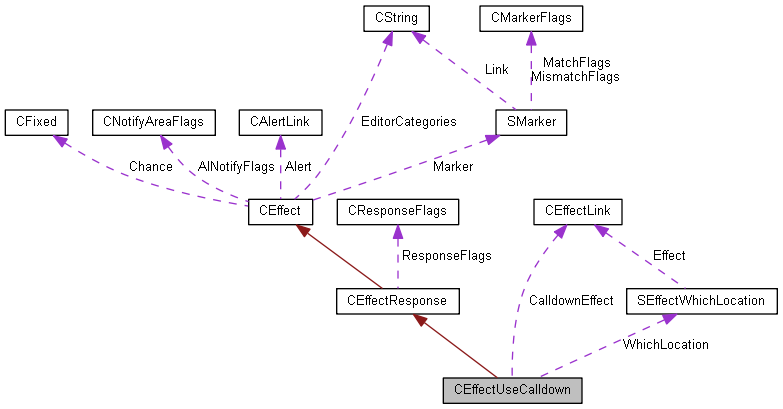 CString
CMarkerFlags
MatchFlags
MismatchFlags
Link
CFixed
CNotifyAreaFlags
CAlertLink
EditorCategories
SMarker
Chance
AINotifyFlags
Alert
Marker
CEffect
CResponseFlags
CEffectLink
ResponseFlags
Effect
CEffectResponse
CalldownEffect
SEffectWhichLocation
WhichLocation
CEffectUseCalldown